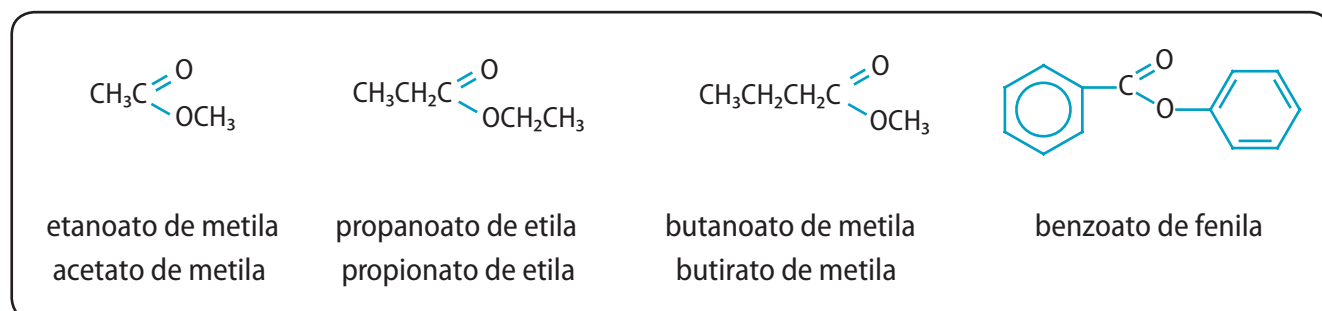 CH₃C O OCH₃
CH₃CH₂C O OCH₂CH₃
CH₃CH₂CH₂C O OCH₃
C O O
etanoato de metila
acetato de metila
propanoato de etila
propionato de etila
butanoato de metila
butirato de metila
benzoato de fenila